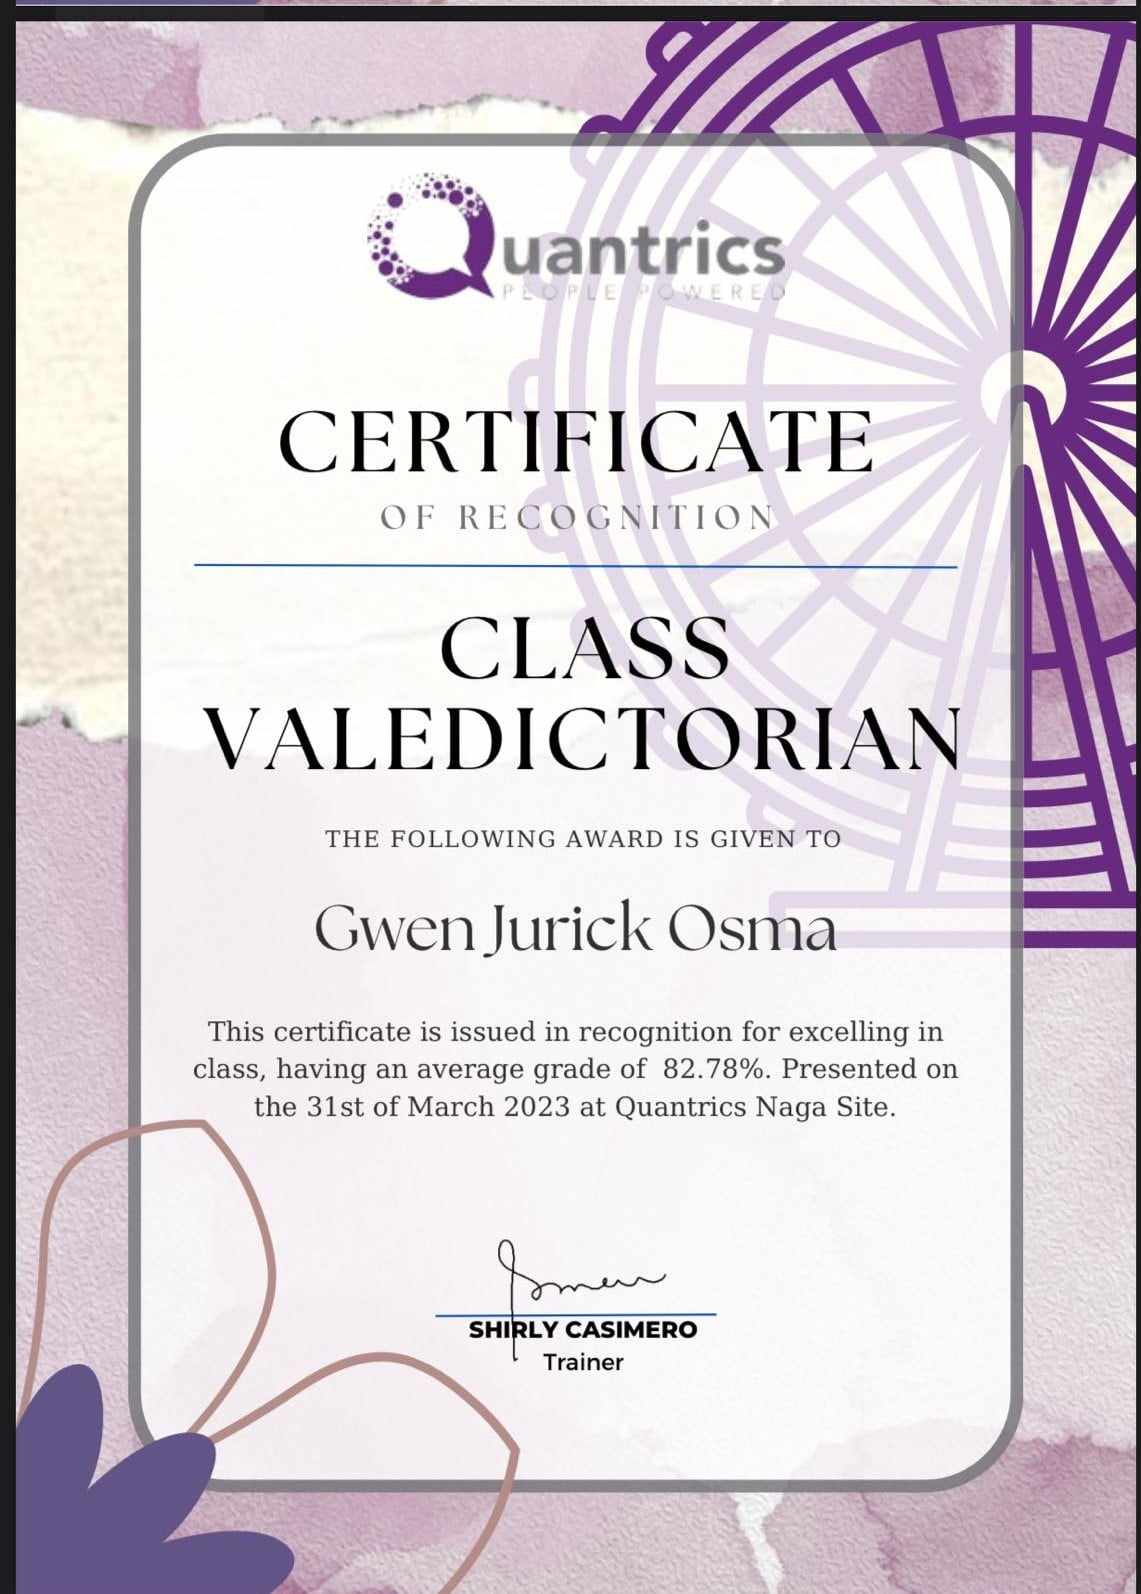 Quantrics
PEOPLE POWERED
CERTIFICATE
OF RECOGNITION
CLASS
VALEDICTORIAN
THE FOLLOWING AWARD IS GIVEN TO
Gwen Jurick Osma
This certificate is issued in recognition for excelling in
class, having an average grade of 82.78%. Presented on
the 31st of March 2023 at Quantrics Naga Site.
SHIRLY CASIMERO
Trainer